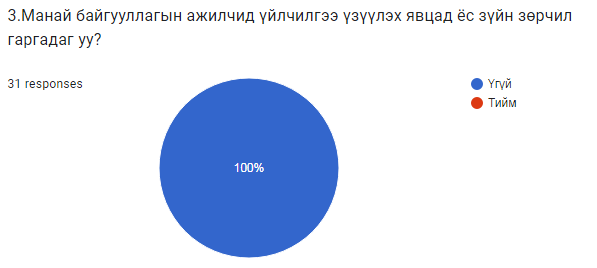 3.Манай байгууллагын ажилчид үйлчилгээ үзүүлэх явцад ёс зүйн зөрчил
гаргадаг уу?
31 responses
Үгүй
Тийм
100%